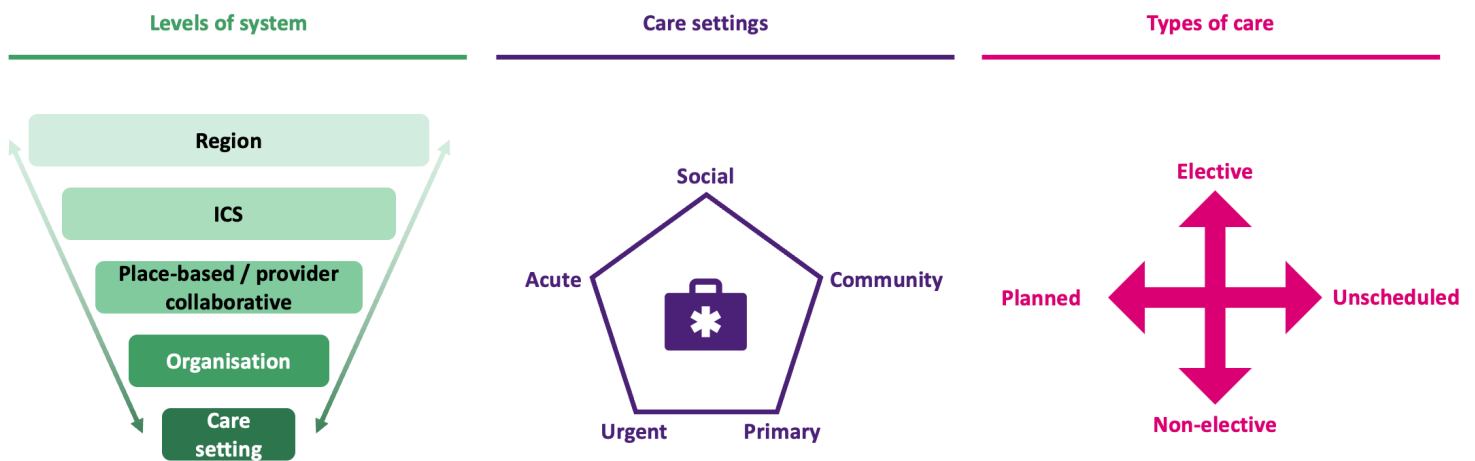 Levels of system
Care settings
Types of care
Region
ICS
Place-based / provider
collaborative
Organisation
Care
setting
Social
Acute
Community
Urgent
Primary
Elective
Planned
Unscheduled
Non-elective